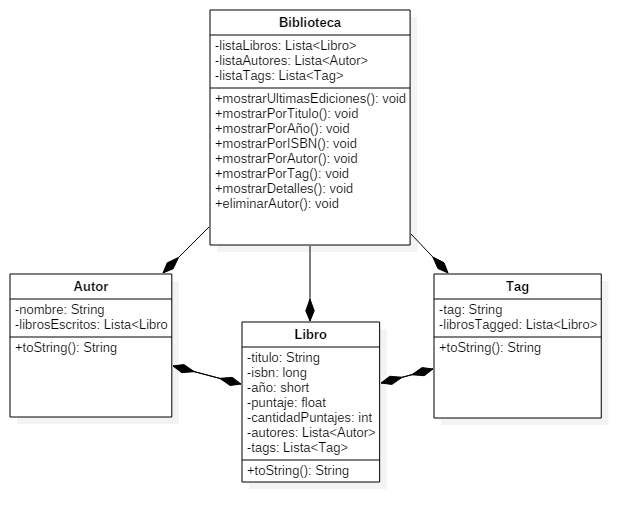 Biblioteca
-listaLibros: Lista<Libro>
-listaAutores: Lista<Autor>
-listaTags: Lista<Tag>
+mostrarUltimasEdiciones(): void
+mostrarPorTitulo(): void
+mostrarPorAño(): void
+mostrarPorISBN(): void
+mostrarPorAutor(): void
+mostrarPorTag(): void
+mostrarDetalles(): void
+eliminarAutor(): void
Autor
-nombre: String
-librosEscritos: Lista<Libro
+toString(): String
Libro
-titulo: String
-isbn: long
-año: short
-puntaje: float
-cantidadPuntajes: int
-autores: Lista<Autor>
-tags: Lista<Tag>
+toString(): String
Tag
-tag: String
-librosTagged: Lista<Libro>
+toString(): String